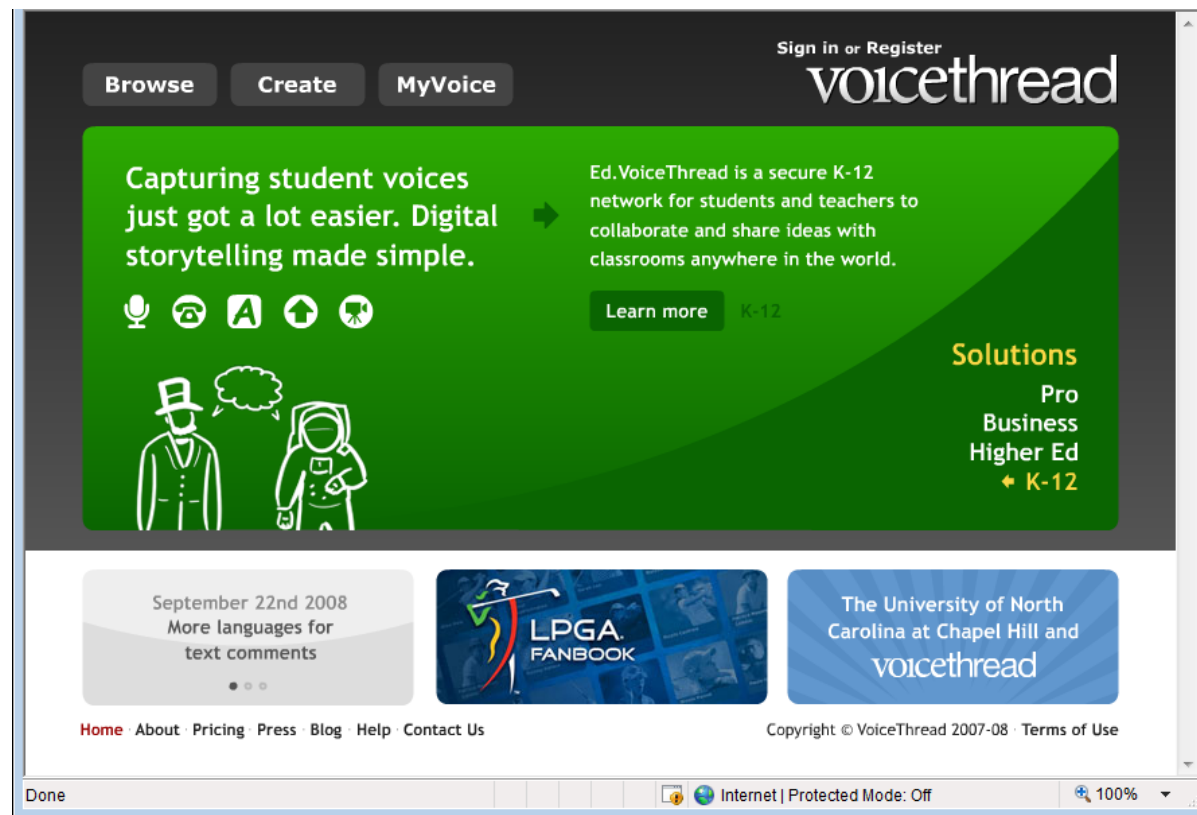 Sign in or Register
Browse Create MyVoice voicethread
Capturing student voices
just got a lot easier. Digital
storytelling made simple.
A
Ed.VoiceThread is a secure K-12
network for students and teachers to
collaborate and share ideas with
classrooms anywhere in the world.
Learn more K-12
Solutions
Pro
Business
Higher Ed
K-12
September 22nd 2008
More languages for
text comments
LPGA
FANBOOK
The University of North
Carolina at Chapel Hill and
voicethread
Home · About · Pricing · Press · Blog · Help · Contact Us
Copyright © VoiceThread 2007-08 · Terms of Use
Done Internet | Protected Mode: Off 100%